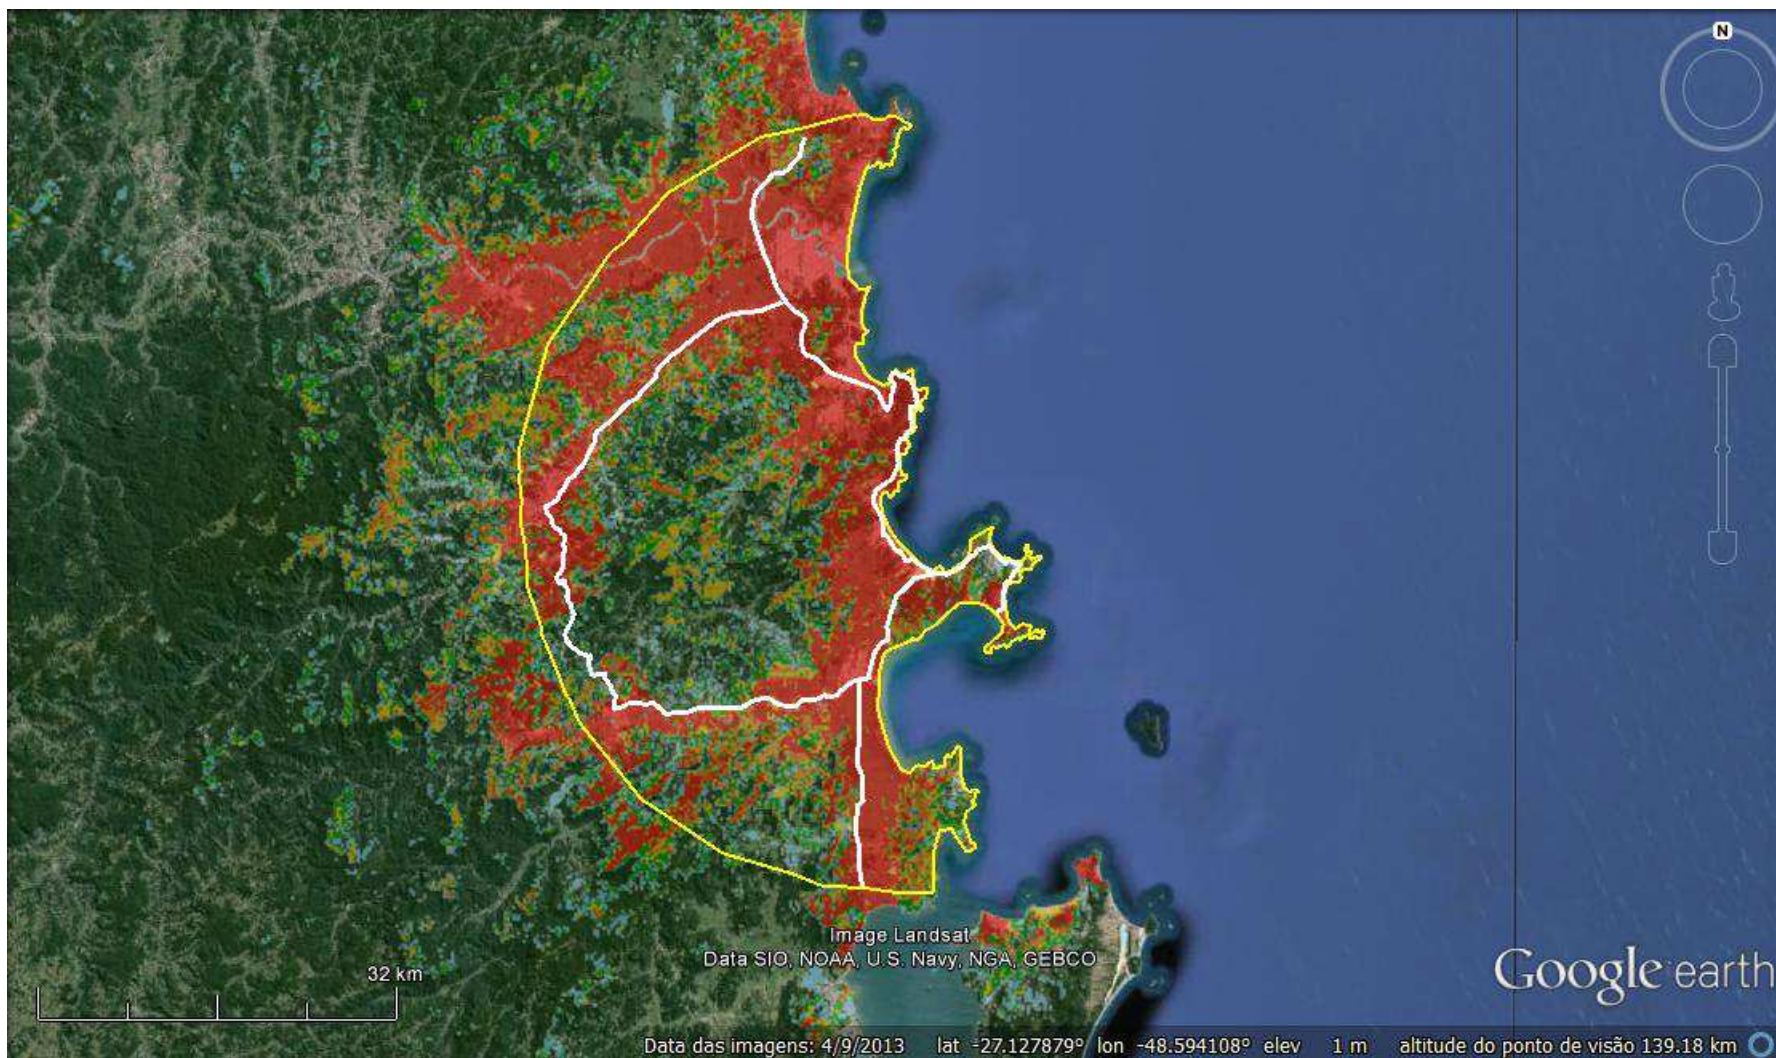 N
Image Landsat
Data SIO, NOAA, U.S. Navy, NGA, GEBCO
32 km
Google earth
Data das imagens: 4/9/2013 lat -27.127879° lon -48.594108° elev 1 m altitude do ponto de visão 139.18 km